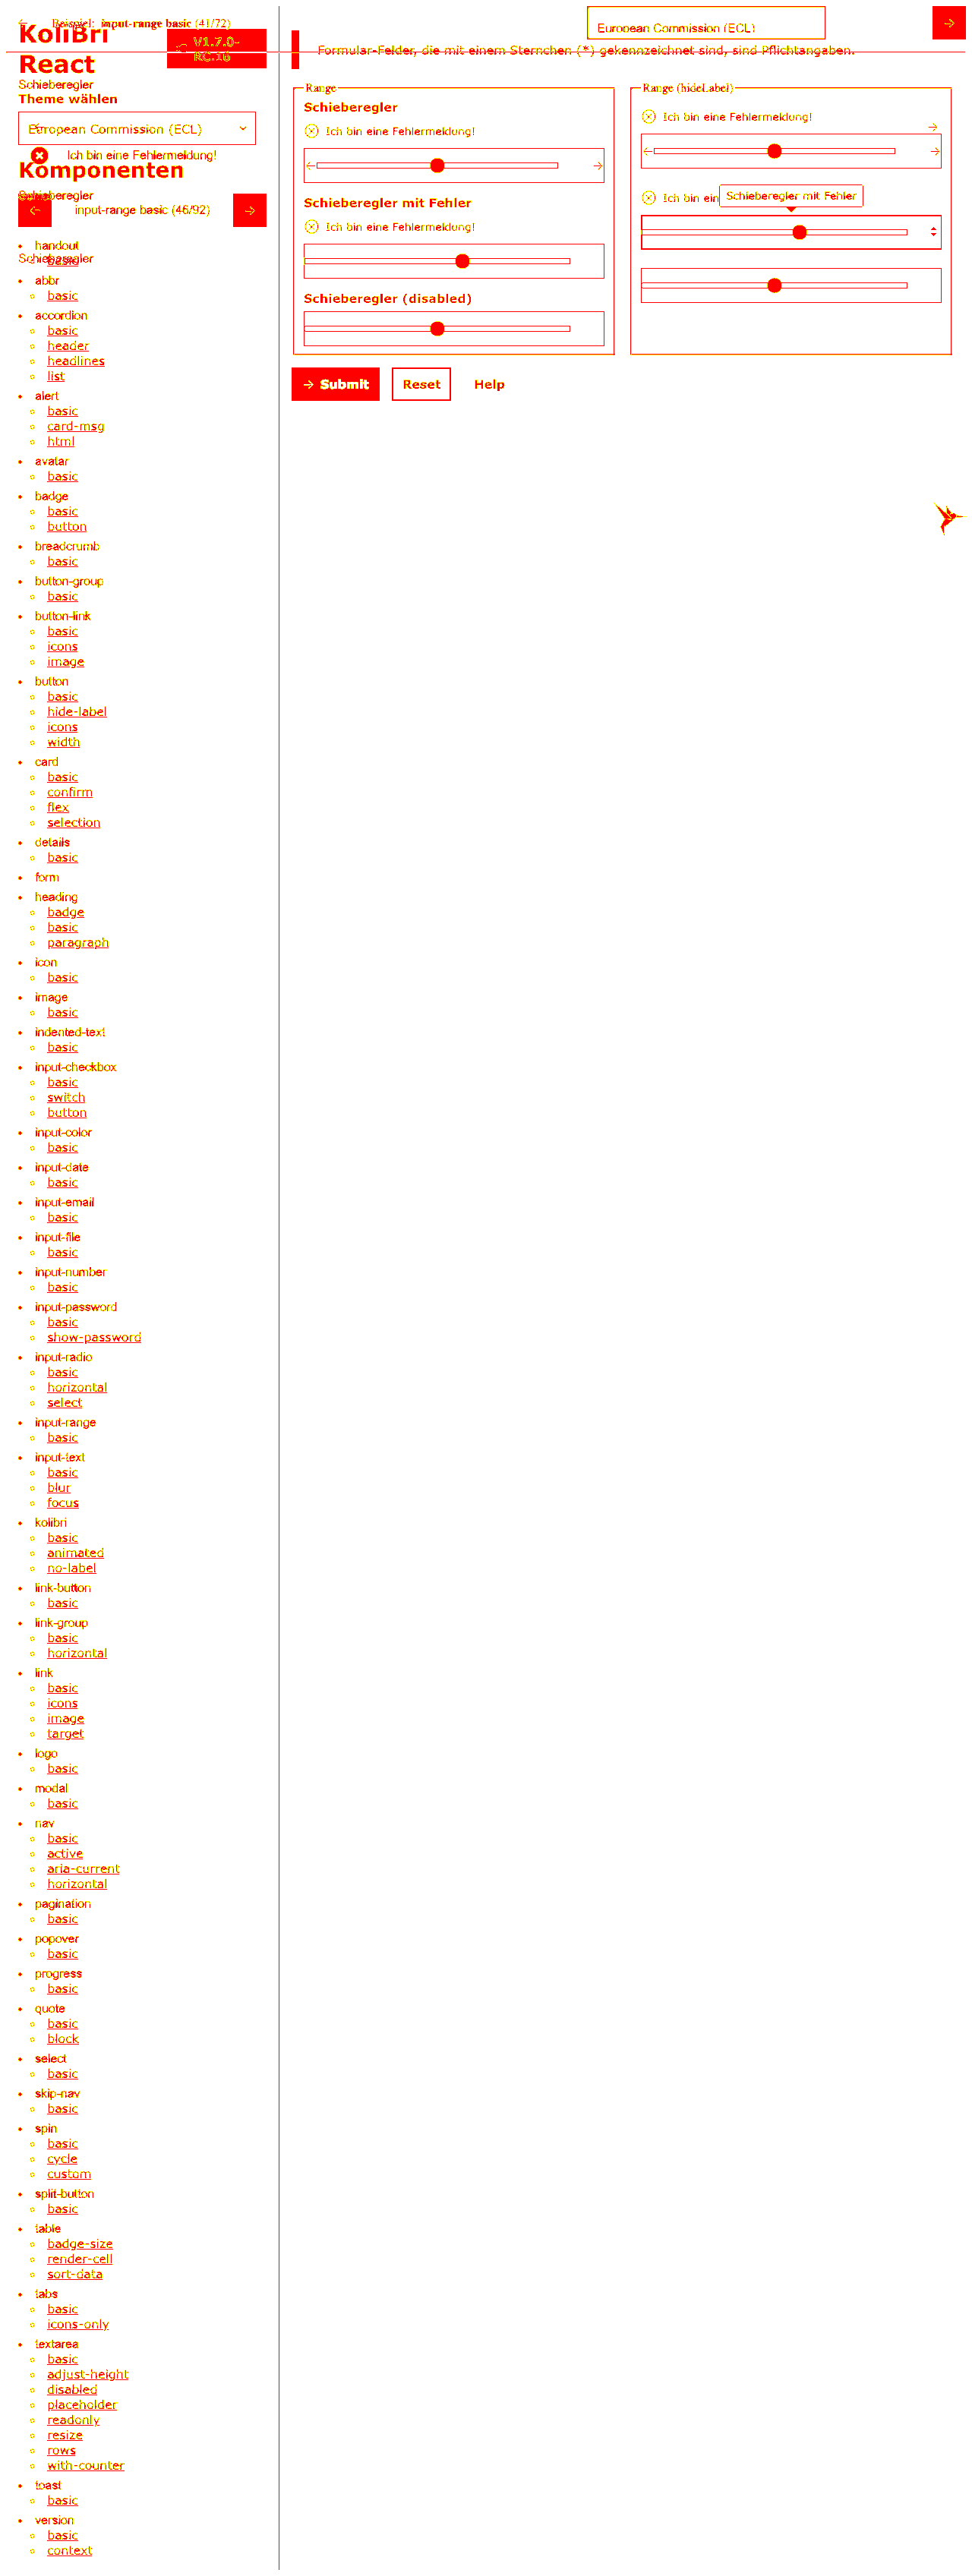 Beispiel: input-range basic (41/72)
KoliBri
React
V1.7.0-
RC.16
Schieberegler
Theme wählen
European Commission (ECL)
Ich bin eine Fehlermeldung!
Komponenten
Schieberegler
input-range basic (46/92)
handout
basic
Schieberegler
abbr
basic
accordion
basic
header
headlines
list
alert
basic
card-msg
html
avatar
basic
badge
basic
button
breadcrumb
basic
button-group
basic
button-link
basic
icons
image
button
basic
hide-label
icons
width
card
basic
confirm
flex
selection
details
basic
form
heading
badge
basic
paragraph
icon
basic
image
basic
indented-text
basic
input-checkbox
basic
switch
button
input-color
basic
input-date
basic
input-email
basic
input-file
basic
input-number
basic
input-password
basic
show-password
input-radio
basic
horizontal
select
input-range
basic
input-text
basic
blur
focus
kolibri
basic
animated
no-label
link-button
basic
link-group
basic
horizontal
link
basic
icons
image
target
logo
basic
modal
basic
nav
basic
active
aria-current
horizontal
pagination
basic
popover
basic
progress
basic
quote
basic
block
select
basic
skip-nav
basic
spin
basic
cycle
custom
split-button
basic
table
badge-size
render-cell
sort-data
tabs
basic
icons-only
textarea
basic
adjust-height
disabled
placeholder
readonly
resize
rows
with-counter
toast
basic
version
basic
context
European Commission (ECL)
Formular-Felder, die mit einem Sternchen (*) gekennzeichnet sind, sind Pflichtangaben.
Range
Schieberegler
Ich bin eine Fehlermeldung!
Schieberegler mit Fehler
Ich bin eine Fehlermeldung!
Schieberegler (disabled)
Range (hideLabel)
Ich bin eine Fehlermeldung!
Ich bin ein
Schieberegler mit Fehler
Submit
Reset
Help